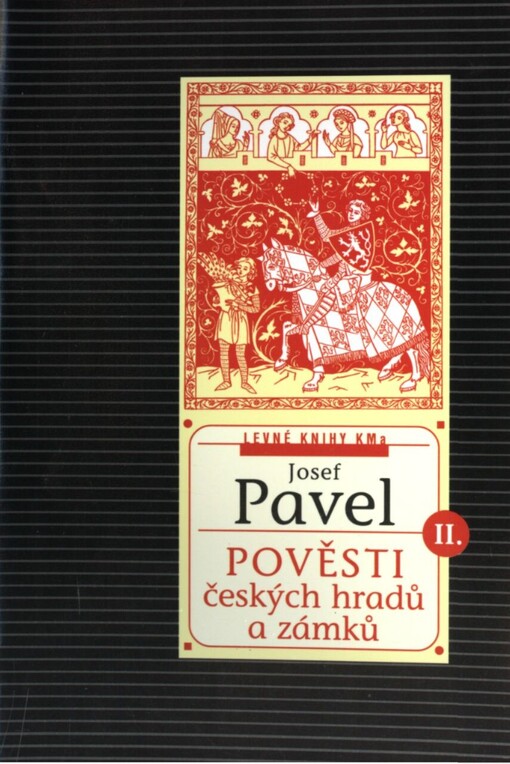 LEVNÉ KNIHY KMa
Josef
Pavel
II.
POVĚSTI
českých hradů
a zámků